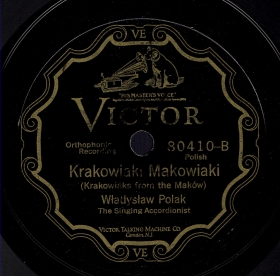 VE
"HIS MASTER'S VOICE"
VICTOR
Orthophonic
Recording
80410-B
Polish
Krakowiaki Makowiaki
(Krakowiaks from the Maków)
Władysław Polak
The Singing Accordionist
VICTOR TALKING MACHINE CO
Camden, N.J.
VE